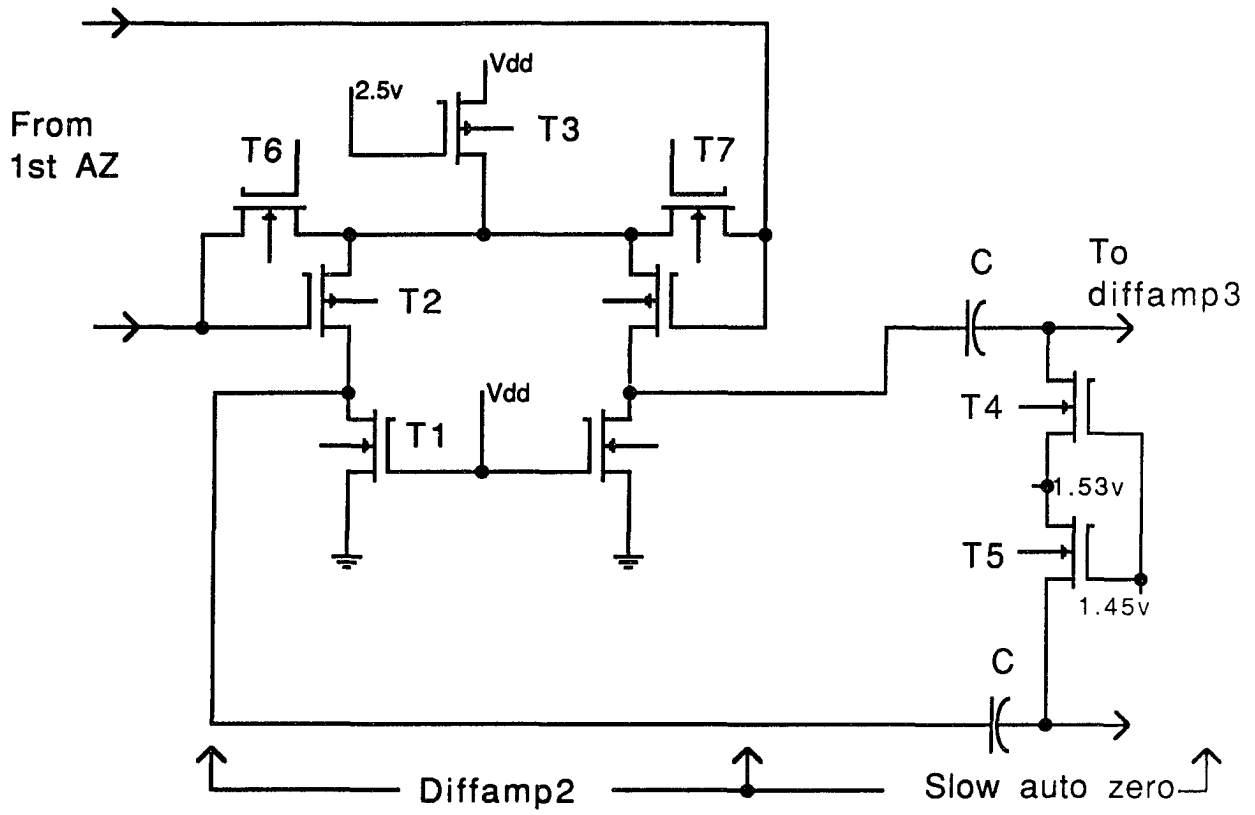 Vdd
2.5v
T3
From
1st AZ
T6
T7
T2
C
To
diffamp3
Vdd
T1
T4
1.53v
T5
1.45v
C
Diffamp2
Slow auto zero